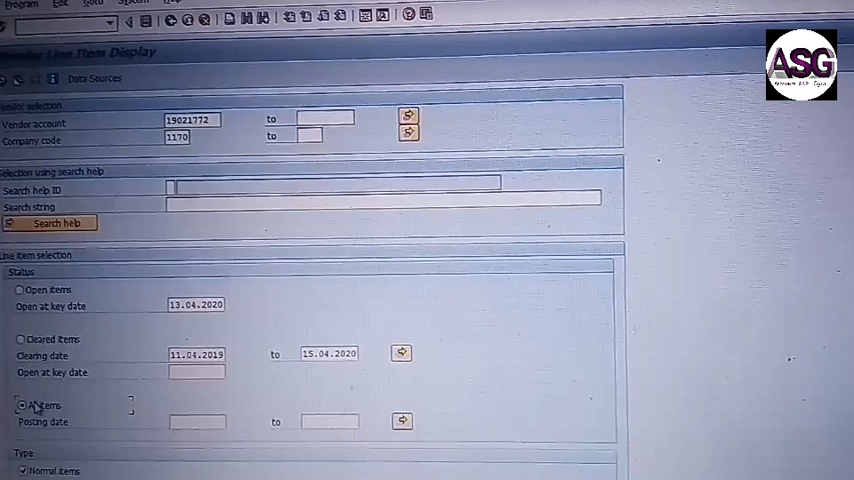 Program Edit Goto System Help
Vendor Line Item Display
Data Sources
ASG
Vendor selection
Vendor account 19021772 to
Company code 1170 to
Selection using search help
Search help ID
Search string
Search help
Line item selection
Status
Open items
Open at key date 13.04.2020
Cleared items
Clearing date 11.04.2019 to 15.04.2020
Open at key date
All items
Posting date to
Type
Normal items